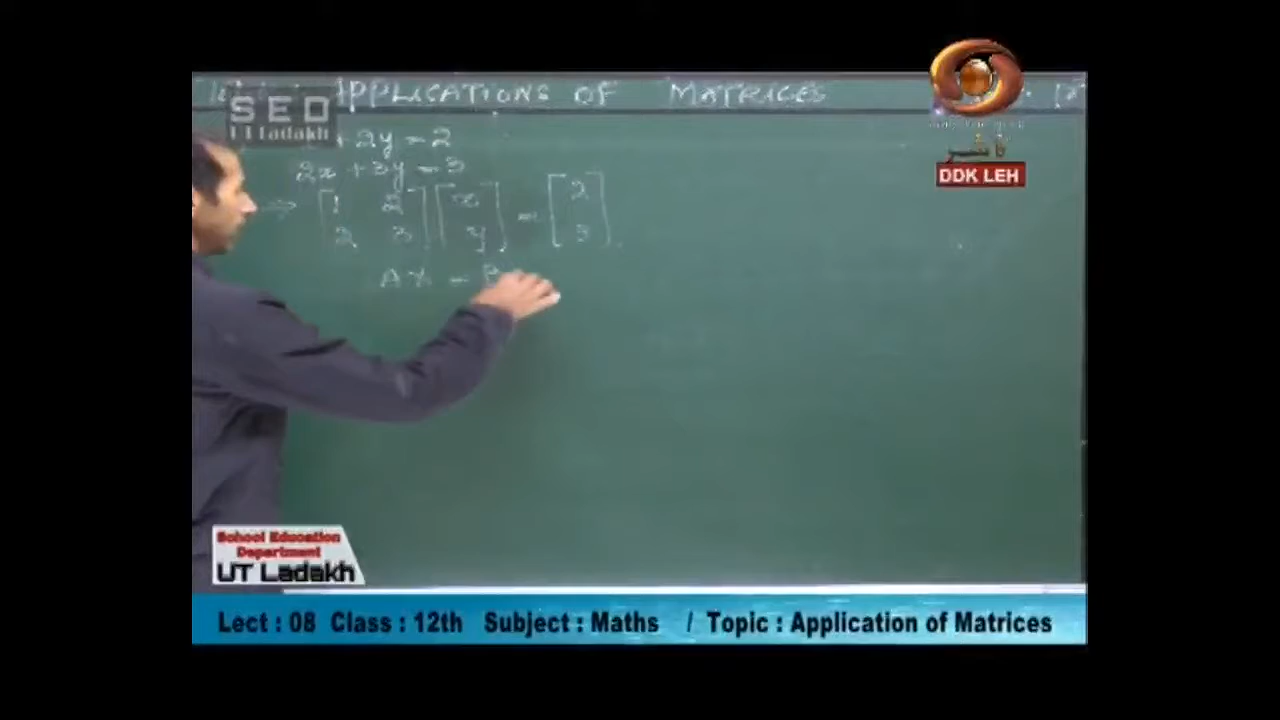 APPLICATIONS OF MATRICES
SEO
UT Ladakh
+ 2y = 2
2x + 3y = 3
⇒ [1 2] [x] = [2]
[2 3] [y] [3]
AX = B
DDK LEH
School Education
Department
UT Ladakh
Lect : 08 Class : 12th Subject : Maths / Topic : Application of Matrices